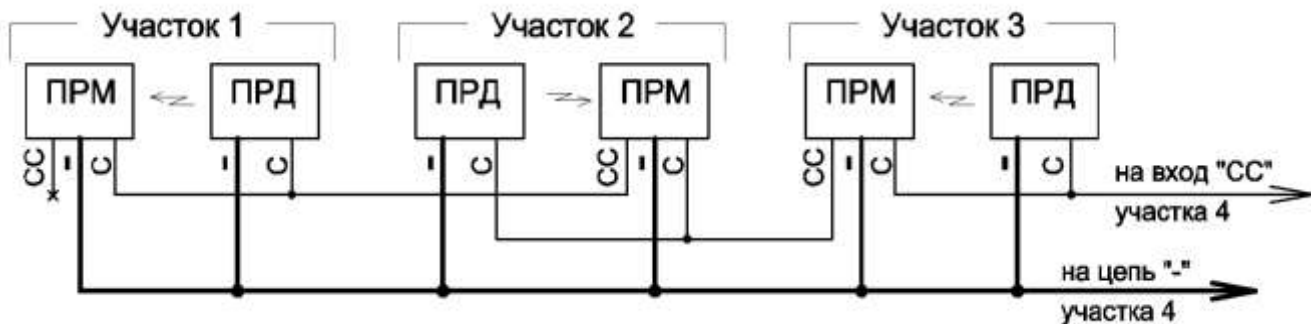 Участок 1 Участок 2 Участок 3
ПРМ ПРД ПРД ПРМ ПРМ ПРД
СС - С - С - С СС - С СС - С - С
на вход "СС"
участка 4
на цепь "-"
участка 4